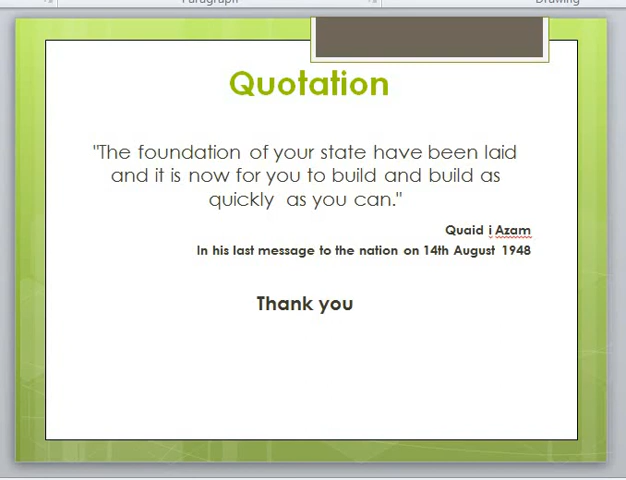 Paragraph
Drawing
Quotation
"The foundation of your state have been laid
and it is now for you to build and build as
quickly as you can."
Quaid i Azam
In his last message to the nation on 14th August 1948
Thank you